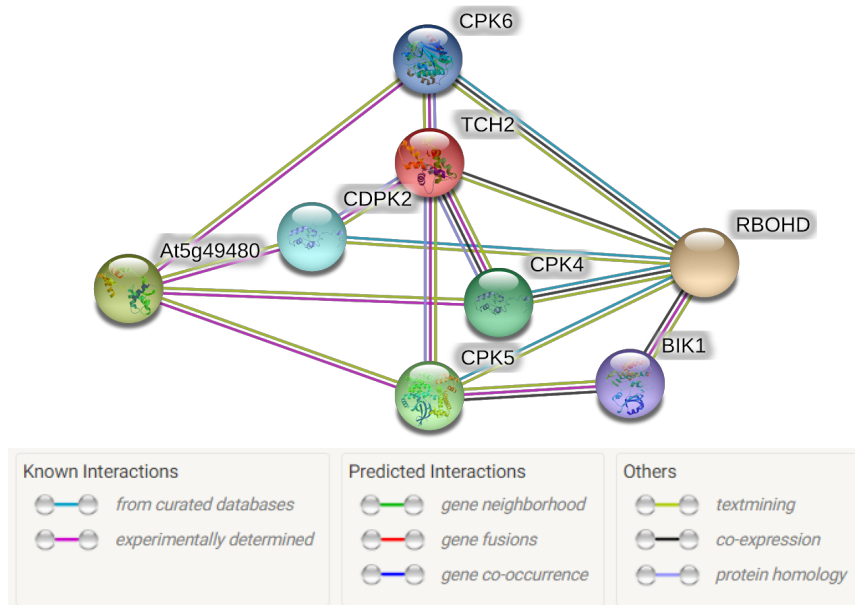 CPK6
TCH2
CDPK2
RBOHD
At5g49480
CPK4
BIK1
CPK5
Known Interactions
from curated databases
experimentally determined
Predicted Interactions
gene neighborhood
gene fusions
gene co-occurrence
Others
textmining
co-expression
protein homology